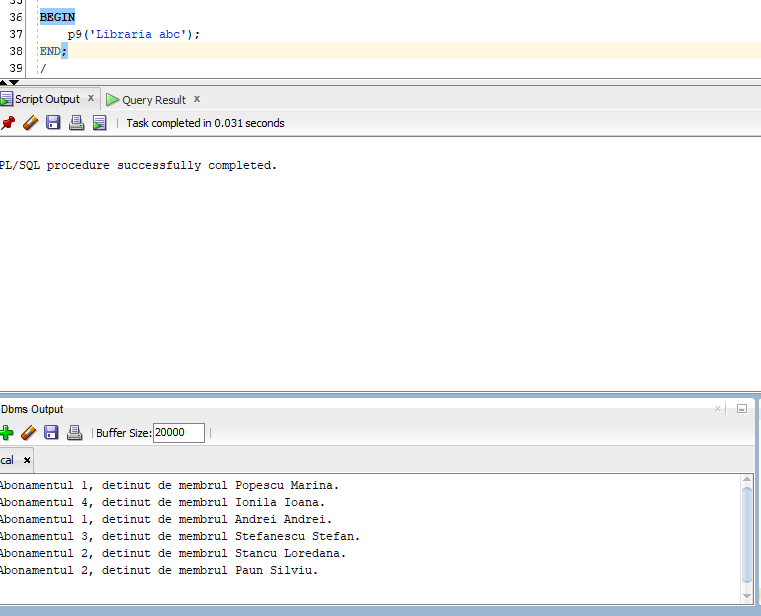 36 BEGIN
37 p9('Libraria abc');
38 END;
39 /
Script Output x Query Result x
Task completed in 0.031 seconds
PL/SQL procedure successfully completed.
Dbms Output
Buffer Size: 20000
cal x
Abonamentul 1, detinut de membrul Popescu Marina.
Abonamentul 4, detinut de membrul Ionila Ioana.
Abonamentul 1, detinut de membrul Andrei Andrei.
Abonamentul 3, detinut de membrul Stefanescu Stefan.
Abonamentul 2, detinut de membrul Stancu Loredana.
Abonamentul 2, detinut de membrul Paun Silviu.